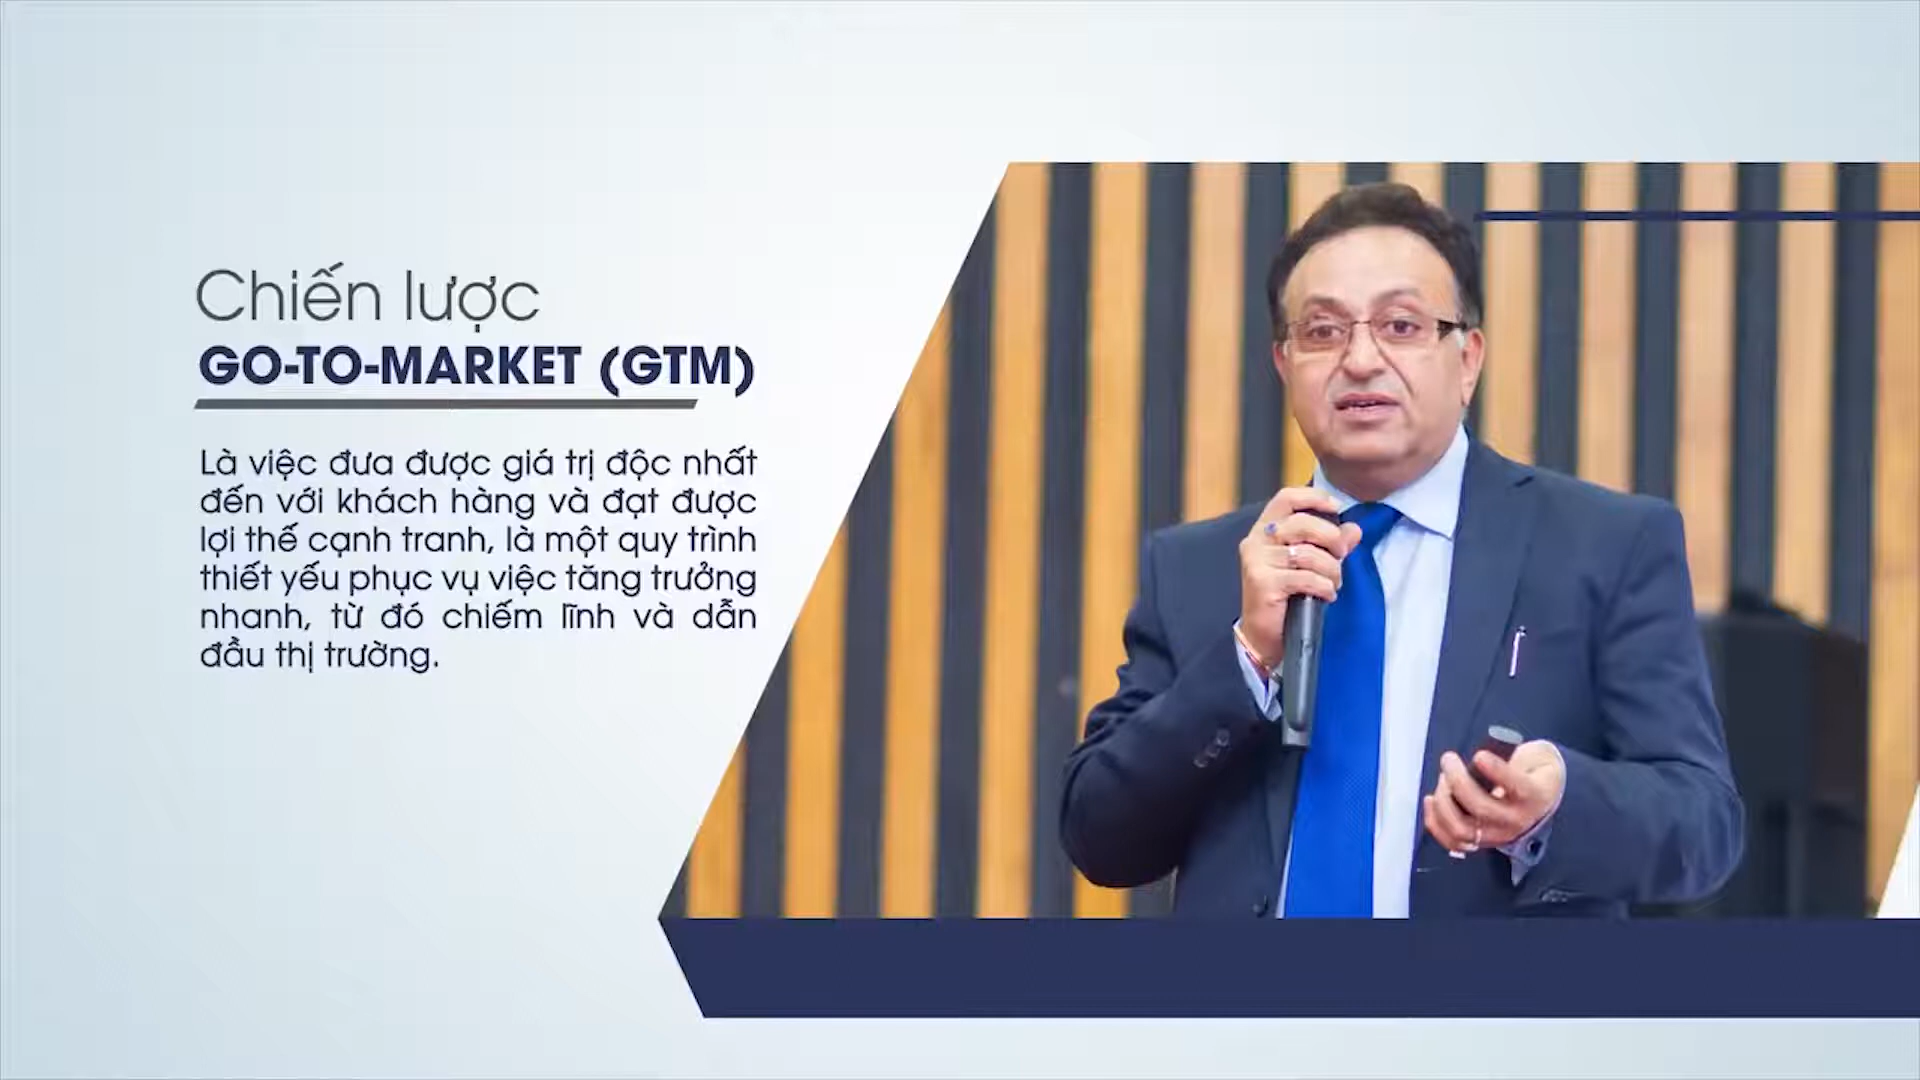 Chiến lược
GO-TO-MARKET (GTM)
Là việc đưa được giá trị độc nhất
đến với khách hàng và đạt được
lợi thế cạnh tranh, là một quy trình
thiết yếu phục vụ việc tăng trưởng
nhanh, từ đó chiếm lĩnh và dẫn
đầu thị trường.